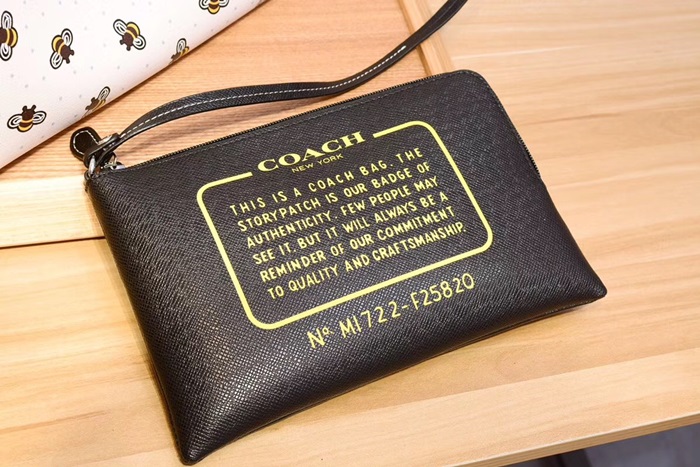 COACH
NEW YORK
THIS IS A COACH BAG. THE
STORYPATCH IS OUR BADGE OF
AUTHENTICITY. FEW PEOPLE MAY
SEE IT. BUT IT WILL ALWAYS BE A
REMINDER OF OUR COMMITMENT
TO QUALITY AND CRAFTSMANSHIP.
Nº. M1722-F25820